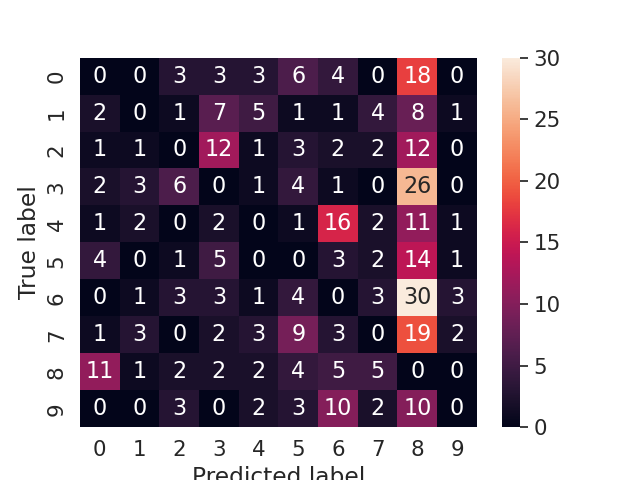 0 0 0 3 3 3 6 4 0 18 0
1 2 0 1 7 5 1 1 4 8 1
2 1 1 0 12 1 3 2 2 12 0
3 2 3 6 0 1 4 1 0 26 0
4 1 2 0 2 0 1 16 2 11 1
5 4 0 1 5 0 0 3 2 14 1
6 0 1 3 3 1 4 0 3 30 3
7 1 3 0 2 3 9 3 0 19 2
8 11 1 2 2 2 4 5 5 0 0
9 0 0 3 0 2 3 10 2 10 0
0 1 2 3 4 5 6 7 8 9
True label
Predicted label
30
25
20
15
10
5
0